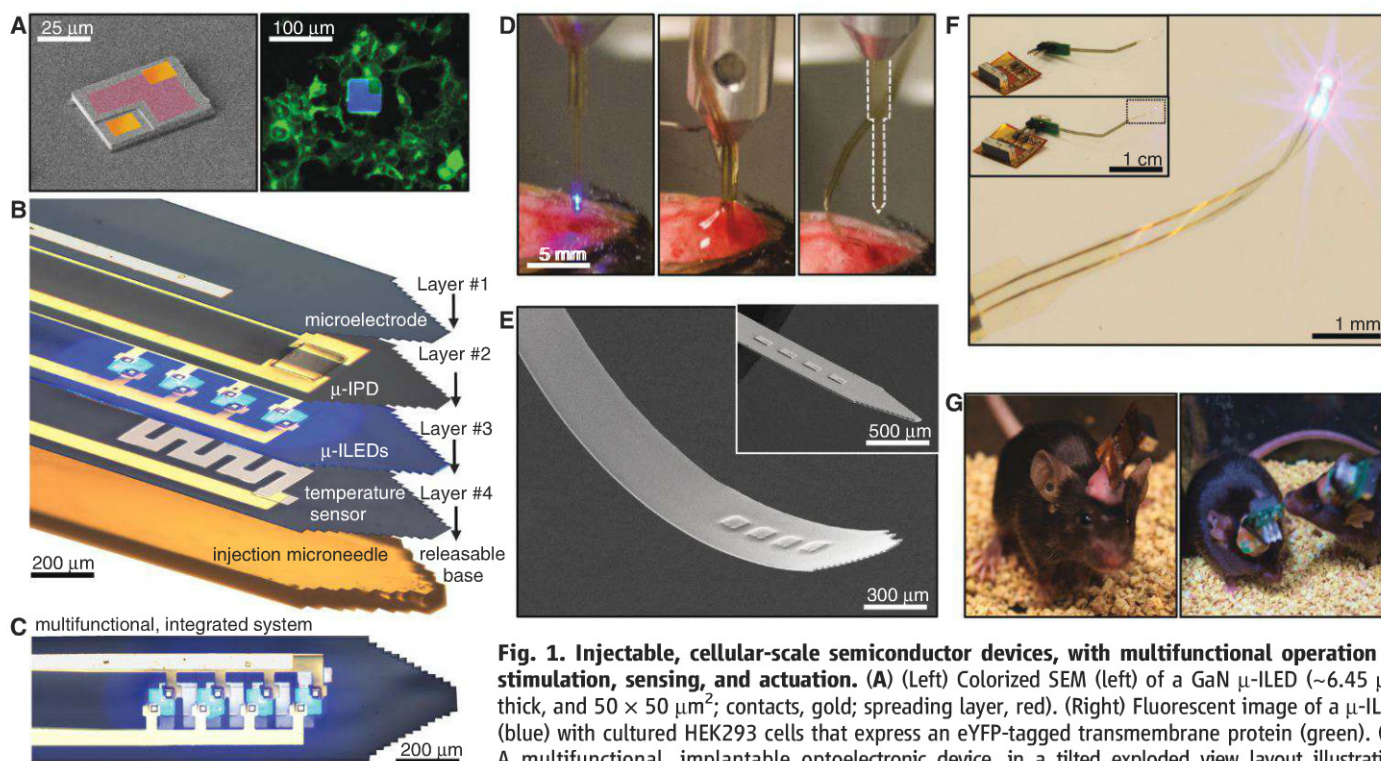 A
25 μm
100 μm
B
Layer #1
microelectrode
Layer #2
μ-IPD
Layer #3
μ-ILEDs
temperature
sensor
Layer #4
injection microneedle
releasable
base
200 μm
C multifunctional, integrated system
200 μm
D
5 mm
E
500 μm
300 μm
F
1 cm
1 mm
G
Fig. 1. Injectable, cellular-scale semiconductor devices, with multifunctional operation
stimulation, sensing, and actuation. (A) (Left) Colorized SEM (left) of a GaN μ-ILED (~6.45 μ
thick, and 50 × 50 μm²; contacts, gold; spreading layer, red). (Right) Fluorescent image of a μ-IL
(blue) with cultured HEK293 cells that express an eYFP-tagged transmembrane protein (green).
A multifunctional, implantable optoelectronic device, in a tilted exploded view layout